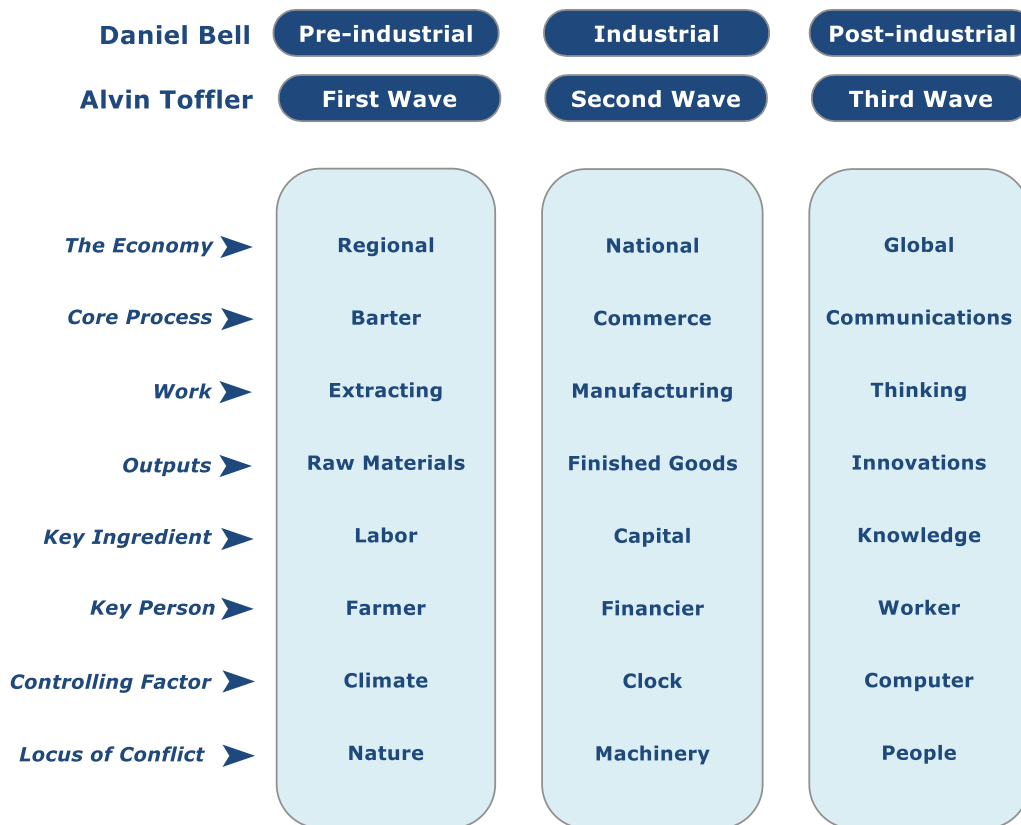 Daniel Bell Pre-industrial Industrial Post-industrial
Alvin Toffler First Wave Second Wave Third Wave
The Economy Regional National Global
Core Process Barter Commerce Communications
Work Extracting Manufacturing Thinking
Outputs Raw Materials Finished Goods Innovations
Key Ingredient Labor Capital Knowledge
Key Person Farmer Financier Worker
Controlling Factor Climate Clock Computer
Locus of Conflict Nature Machinery People